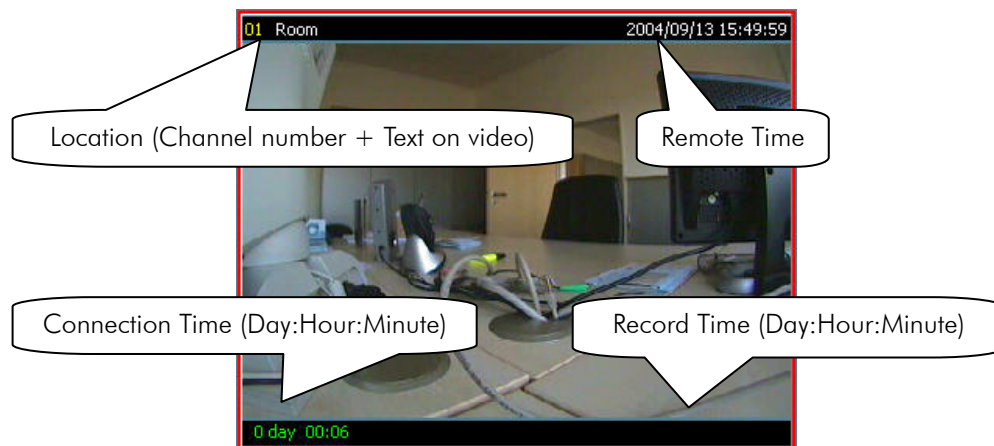 01 Room 2004/09/13 15:49:59
Location (Channel number + Text on video)
Remote Time
Connection Time (Day:Hour:Minute)
Record Time (Day:Hour:Minute)
0 day 00:06